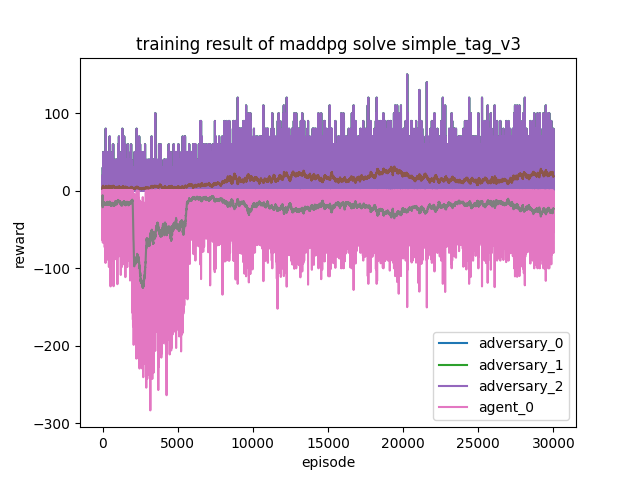 training result of maddpg solve simple_tag_v3
reward
100
0
−100
−200
−300
adversary_0
adversary_1
adversary_2
agent_0
0
5000
10000
15000
20000
25000
30000
episode